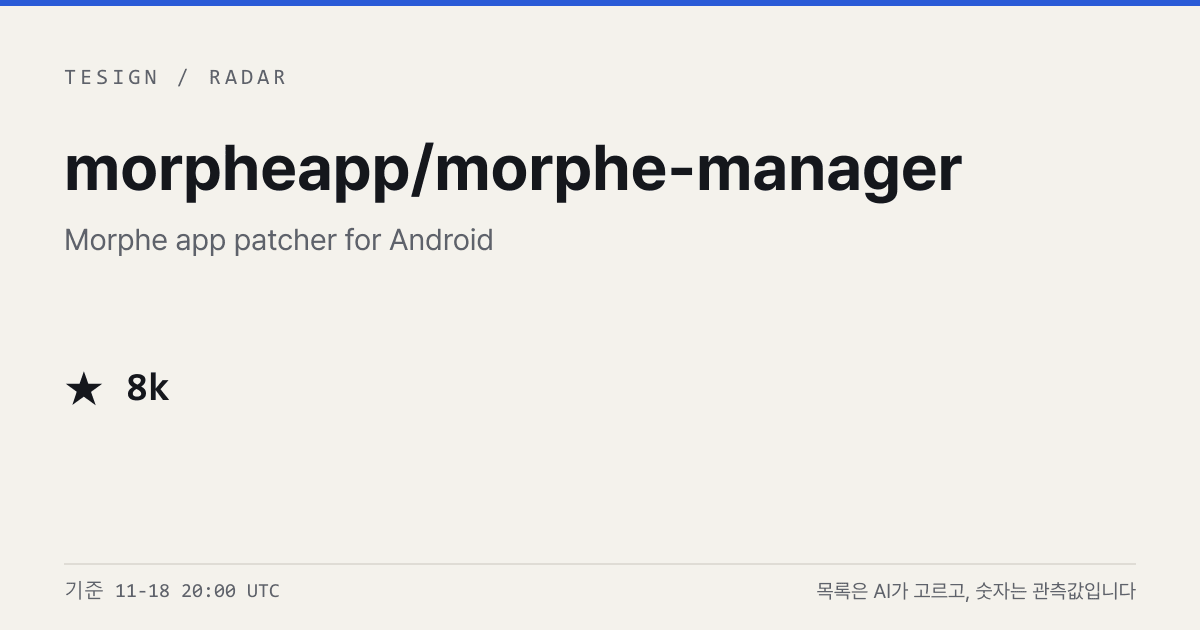 TESIGN / RADAR
morpheapp/morphe-manager
Morphe app patcher for Android
★ 8k
기준 11-18 20:00 UTC
목록은 AI가 고르고, 숫자는 관측값입니다